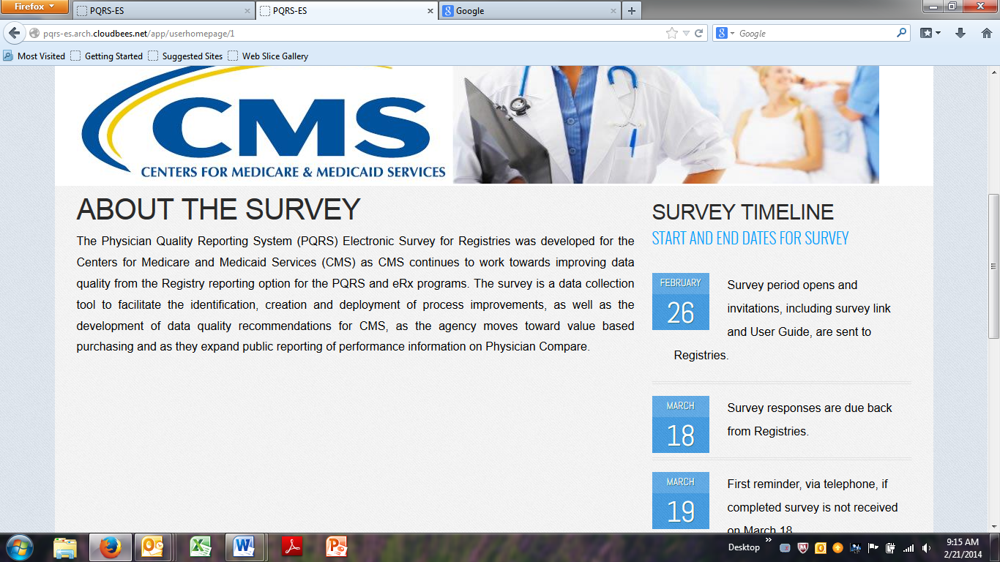 Firefox
PQRS-ES
PQRS-ES
Google
pqrs-es.arch.cloudbees.net/app/userhomepage/1
Google
Most Visited
Getting Started
Suggested Sites
Web Slice Gallery
CMS
CENTERS FOR MEDICARE & MEDICAID SERVICES
ABOUT THE SURVEY
The Physician Quality Reporting System (PQRS) Electronic Survey for Registries was developed for the
Centers for Medicare and Medicaid Services (CMS) as CMS continues to work towards improving data
quality from the Registry reporting option for the PQRS and eRx programs. The survey is a data collection
tool to facilitate the identification, creation and deployment of process improvements, as well as the
development of data quality recommendations for CMS, as the agency moves toward value based
purchasing and as they expand public reporting of performance information on Physician Compare.
SURVEY TIMELINE
START AND END DATES FOR SURVEY
FEBRUARY
26
Survey period opens and
invitations, including survey link
and User Guide, are sent to
Registries.
MARCH
18
Survey responses are due back
from Registries.
MARCH
19
First reminder, via telephone, if
completed survey is not received
on March 18
Desktop
9:15 AM
2/21/2014